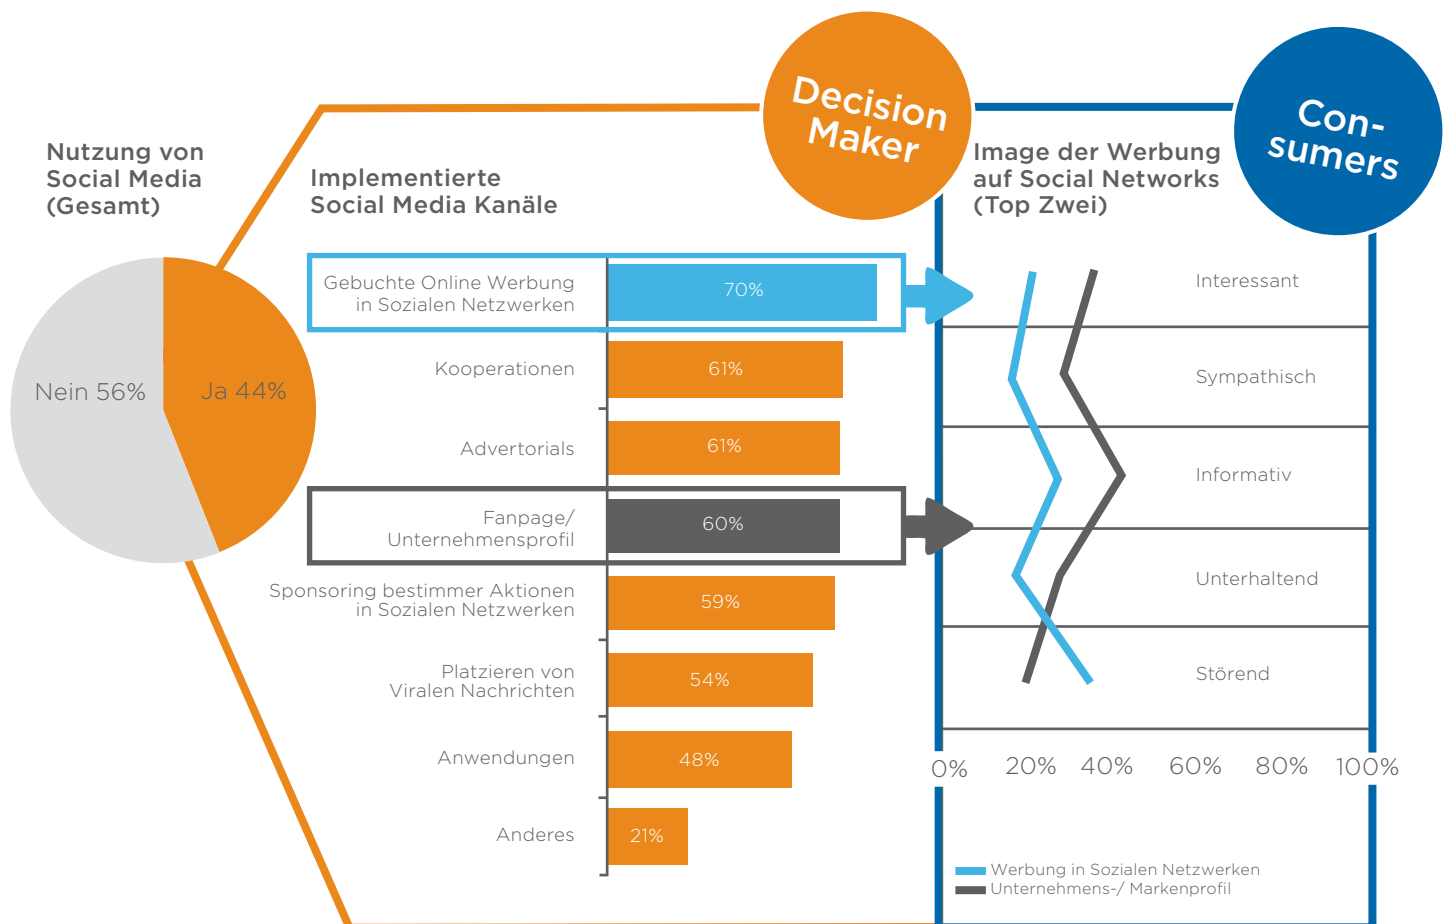 Decision
Maker
Con-
sumers
Nutzung von
Social Media
(Gesamt)
Nein 56%
Ja 44%
Implementierte
Social Media Kanäle
Gebuchte Online Werbung
in Sozialen Netzwerken
70%
Kooperationen
61%
Advertorials
61%
Fanpage/
Unternehmensprofil
60%
Sponsoring bestimmer Aktionen
in Sozialen Netzwerken
59%
Platzieren von
Viralen Nachrichten
54%
Anwendungen
48%
Anderes
21%
Image der Werbung
auf Social Networks
(Top Zwei)
Interessant
Sympathisch
Informativ
Unterhaltend
Störend
0% 20% 40% 60% 80% 100%
Werbung in Sozialen Netzwerken
Unternehmens-/ Markenprofil